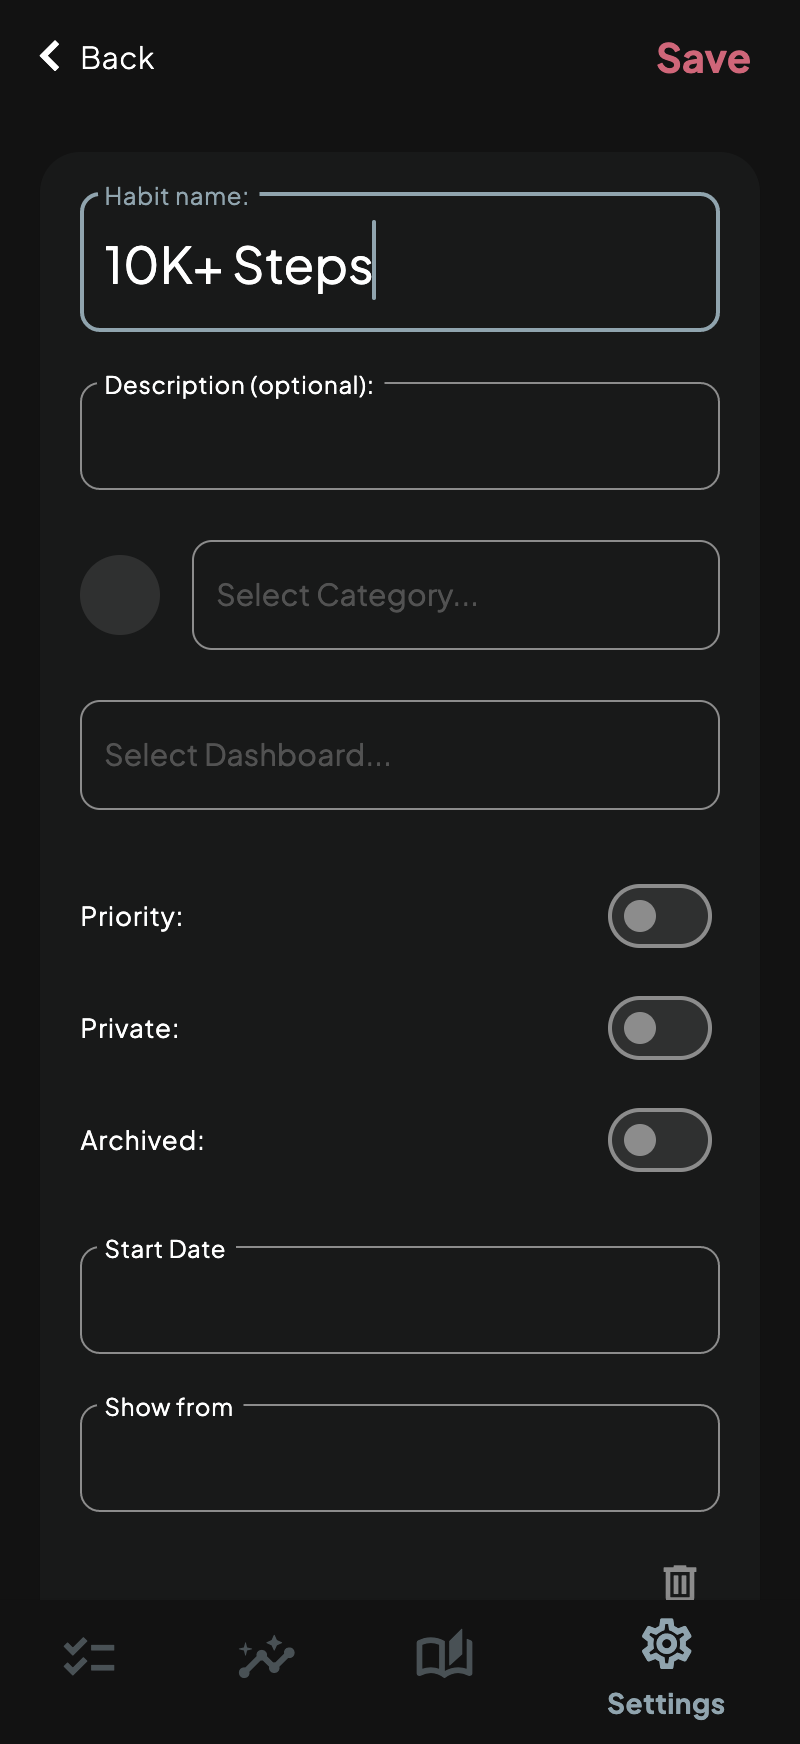 Back
Save
Habit name:
10K+ Steps
Description (optional):
Select Category...
Select Dashboard...
Priority:
Private:
Archived:
Start Date
Show from
Settings